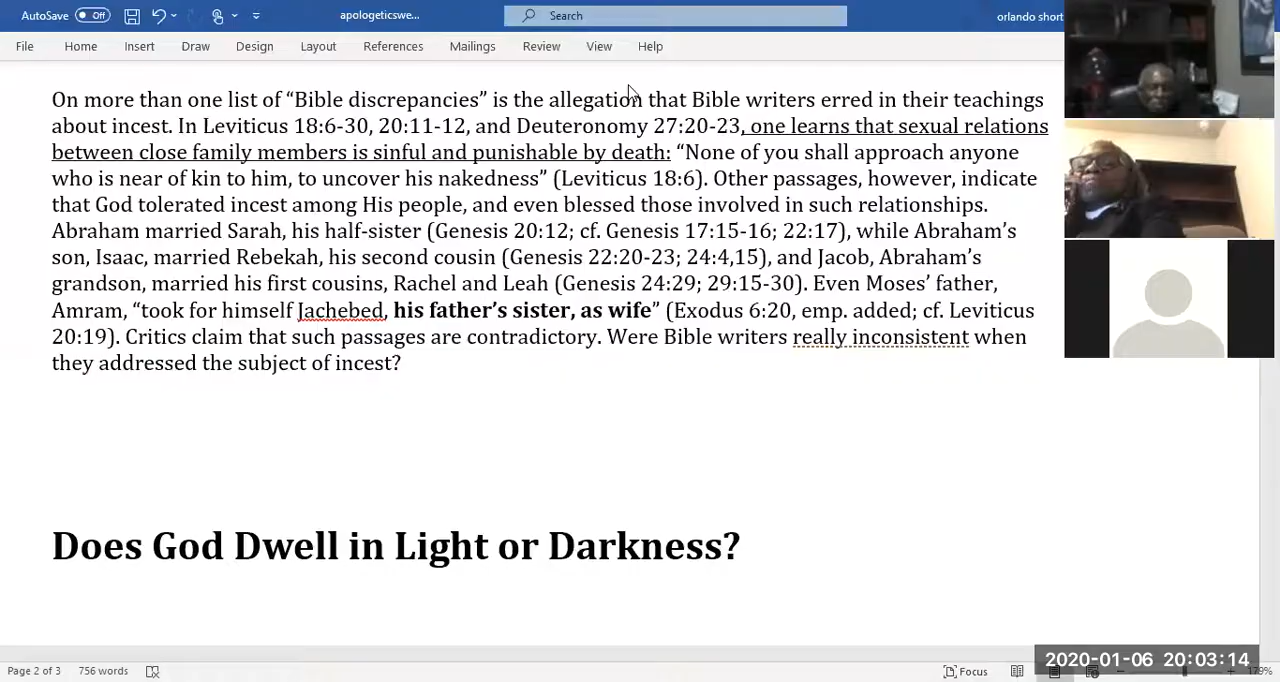 AutoSave Off apologeticswe... Search orlando short
File Home Insert Draw Design Layout References Mailings Review View Help
On more than one list of “Bible discrepancies” is the allegation that Bible writers erred in their teachings
about incest. In Leviticus 18:6-30, 20:11-12, and Deuteronomy 27:20-23, one learns that sexual relations
between close family members is sinful and punishable by death: “None of you shall approach anyone
who is near of kin to him, to uncover his nakedness” (Leviticus 18:6). Other passages, however, indicate
that God tolerated incest among His people, and even blessed those involved in such relationships.
Abraham married Sarah, his half-sister (Genesis 20:12; cf. Genesis 17:15-16; 22:17), while Abraham’s
son, Isaac, married Rebekah, his second cousin (Genesis 22:20-23; 24:4,15), and Jacob, Abraham’s
grandson, married his first cousins, Rachel and Leah (Genesis 24:29; 29:15-30). Even Moses’ father,
Amram, “took for himself Jachebed, his father’s sister, as wife” (Exodus 6:20, emp. added; cf. Leviticus
20:19). Critics claim that such passages are contradictory. Were Bible writers really inconsistent when
they addressed the subject of incest?
Does God Dwell in Light or Darkness?
2020-01-06 20:03:14
Page 2 of 3 756 words Focus 179%